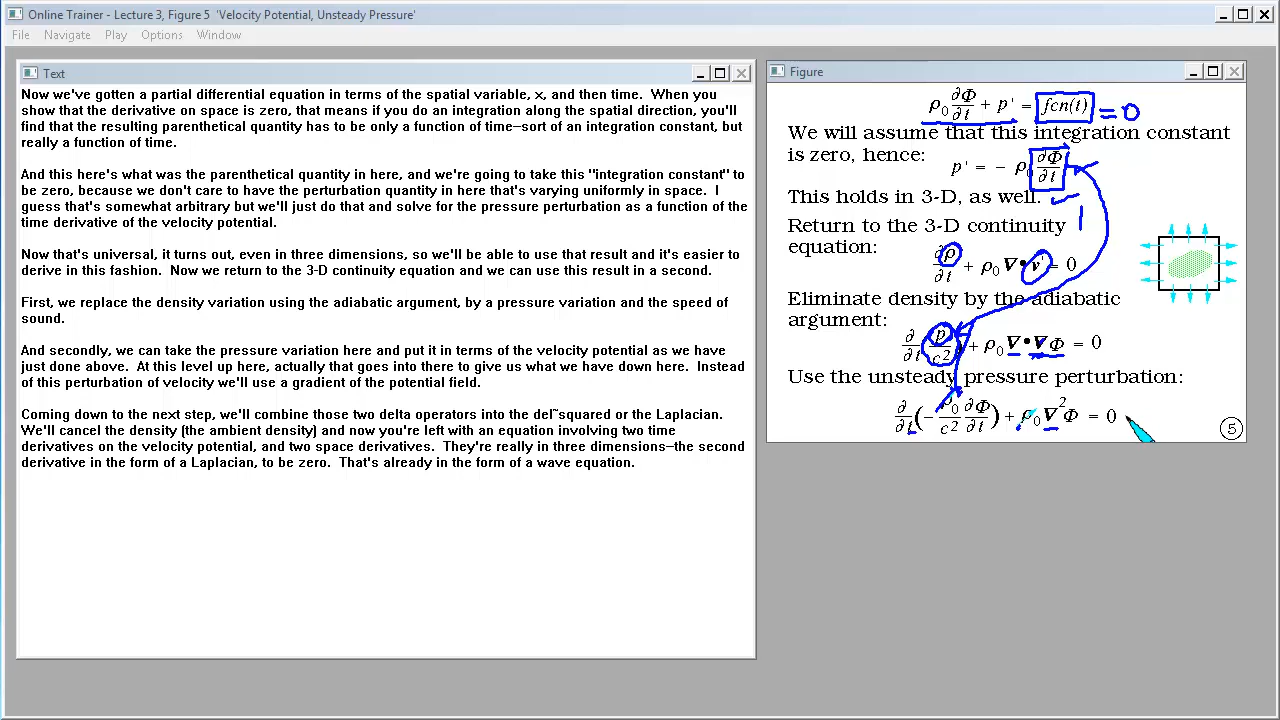 Online Trainer - Lecture 3, Figure 5  'Velocity Potential, Unsteady Pressure'
File Navigate Play Options Window
Text
Now we've gotten a partial differential equation in terms of the spatial variable, x, and then time.  When you
show that the derivative on space is zero, that means if you do an integration along the spatial direction, you'll
find that the resulting parenthetical quantity has to be only a function of time–sort of an integration constant, but
really a function of time.
And this here's what was the parenthetical quantity in here, and we're going to take this "integration constant" to
be zero, because we don't care to have the perturbation quantity in here that's varying uniformly in space.  I
guess that's somewhat arbitrary but we'll just do that and solve for the pressure perturbation as a function of the
time derivative of the velocity potential.
Now that's universal, it turns out, even in three dimensions, so we'll be able to use that result and it's easier to
derive in this fashion.  Now we return to the 3-D continuity equation and we can use this result in a second.
First, we replace the density variation using the adiabatic argument, by a pressure variation and the speed of
sound.
And secondly, we can take the pressure variation here and put it in terms of the velocity potential as we have
just done above.  At this level up here, actually that goes into there to give us what we have down here.  Instead
of this perturbation of velocity we'll use a gradient of the potential field.
Coming down to the next step, we'll combine those two delta operators into the del~squared or the Laplacian.
We'll cancel the density (the ambient density) and now you're left with an equation involving two time
derivatives on the velocity potential, and two space derivatives.  They're really in three dimensions–the second
derivative in the form of a Laplacian, to be zero.  That's already in the form of a wave equation.
Figure
ρ₀ ∂Φ/∂t + p' = fcn(t) = 0
We will assume that this integration constant
is zero, hence:
p' = - ρ₀ ∂Φ/∂t
This holds in 3-D, as well.
Return to the 3-D continuity
equation:
∂ρ/∂t + ρ₀ ∇•v' = 0
Eliminate density by the adiabatic
argument:
∂/∂t (p/c²) + ρ₀ ∇•∇Φ = 0
Use the unsteady pressure perturbation:
∂/∂t (- ρ₀/c² ∂Φ/∂t) + ρ₀ ∇²Φ = 0
5